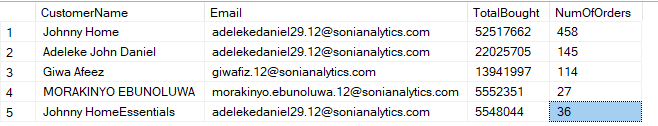 CustomerName Email TotalBought NumOfOrders
1 Johnny Home adelekedaniel29.12@sonianalytics.com 52517662 458
2 Adeleke John Daniel adelekedaniel29.12@sonianalytics.com 22025705 145
3 Giwa Afeez giwafiz.12@sonianalytics.com 13941997 114
4 MORAKINYO EBUNOLUWA morakinyo.ebunoluwa.12@sonianalytics.com 5552351 27
5 Johnny HomeEssentials adelekedaniel29.12@sonianalytics.com 5548044 36